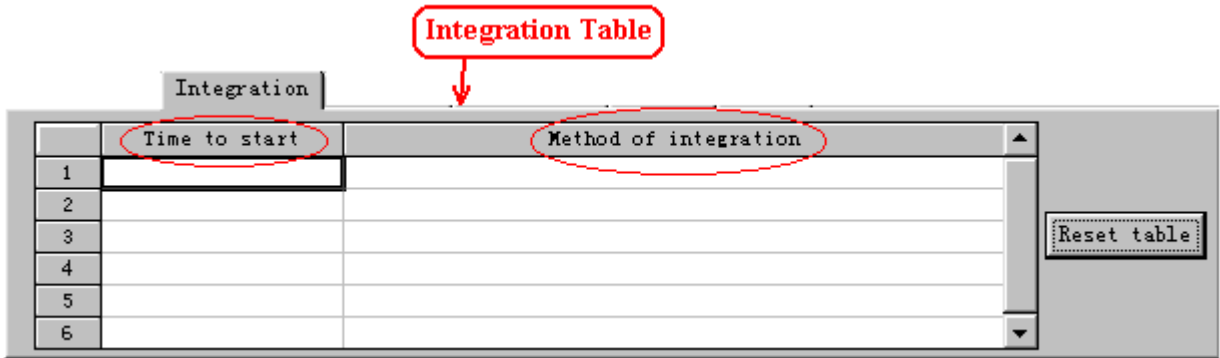 Integration Table
Integration
Time to start Method of integration
1
2
3
Reset table
4
5
6